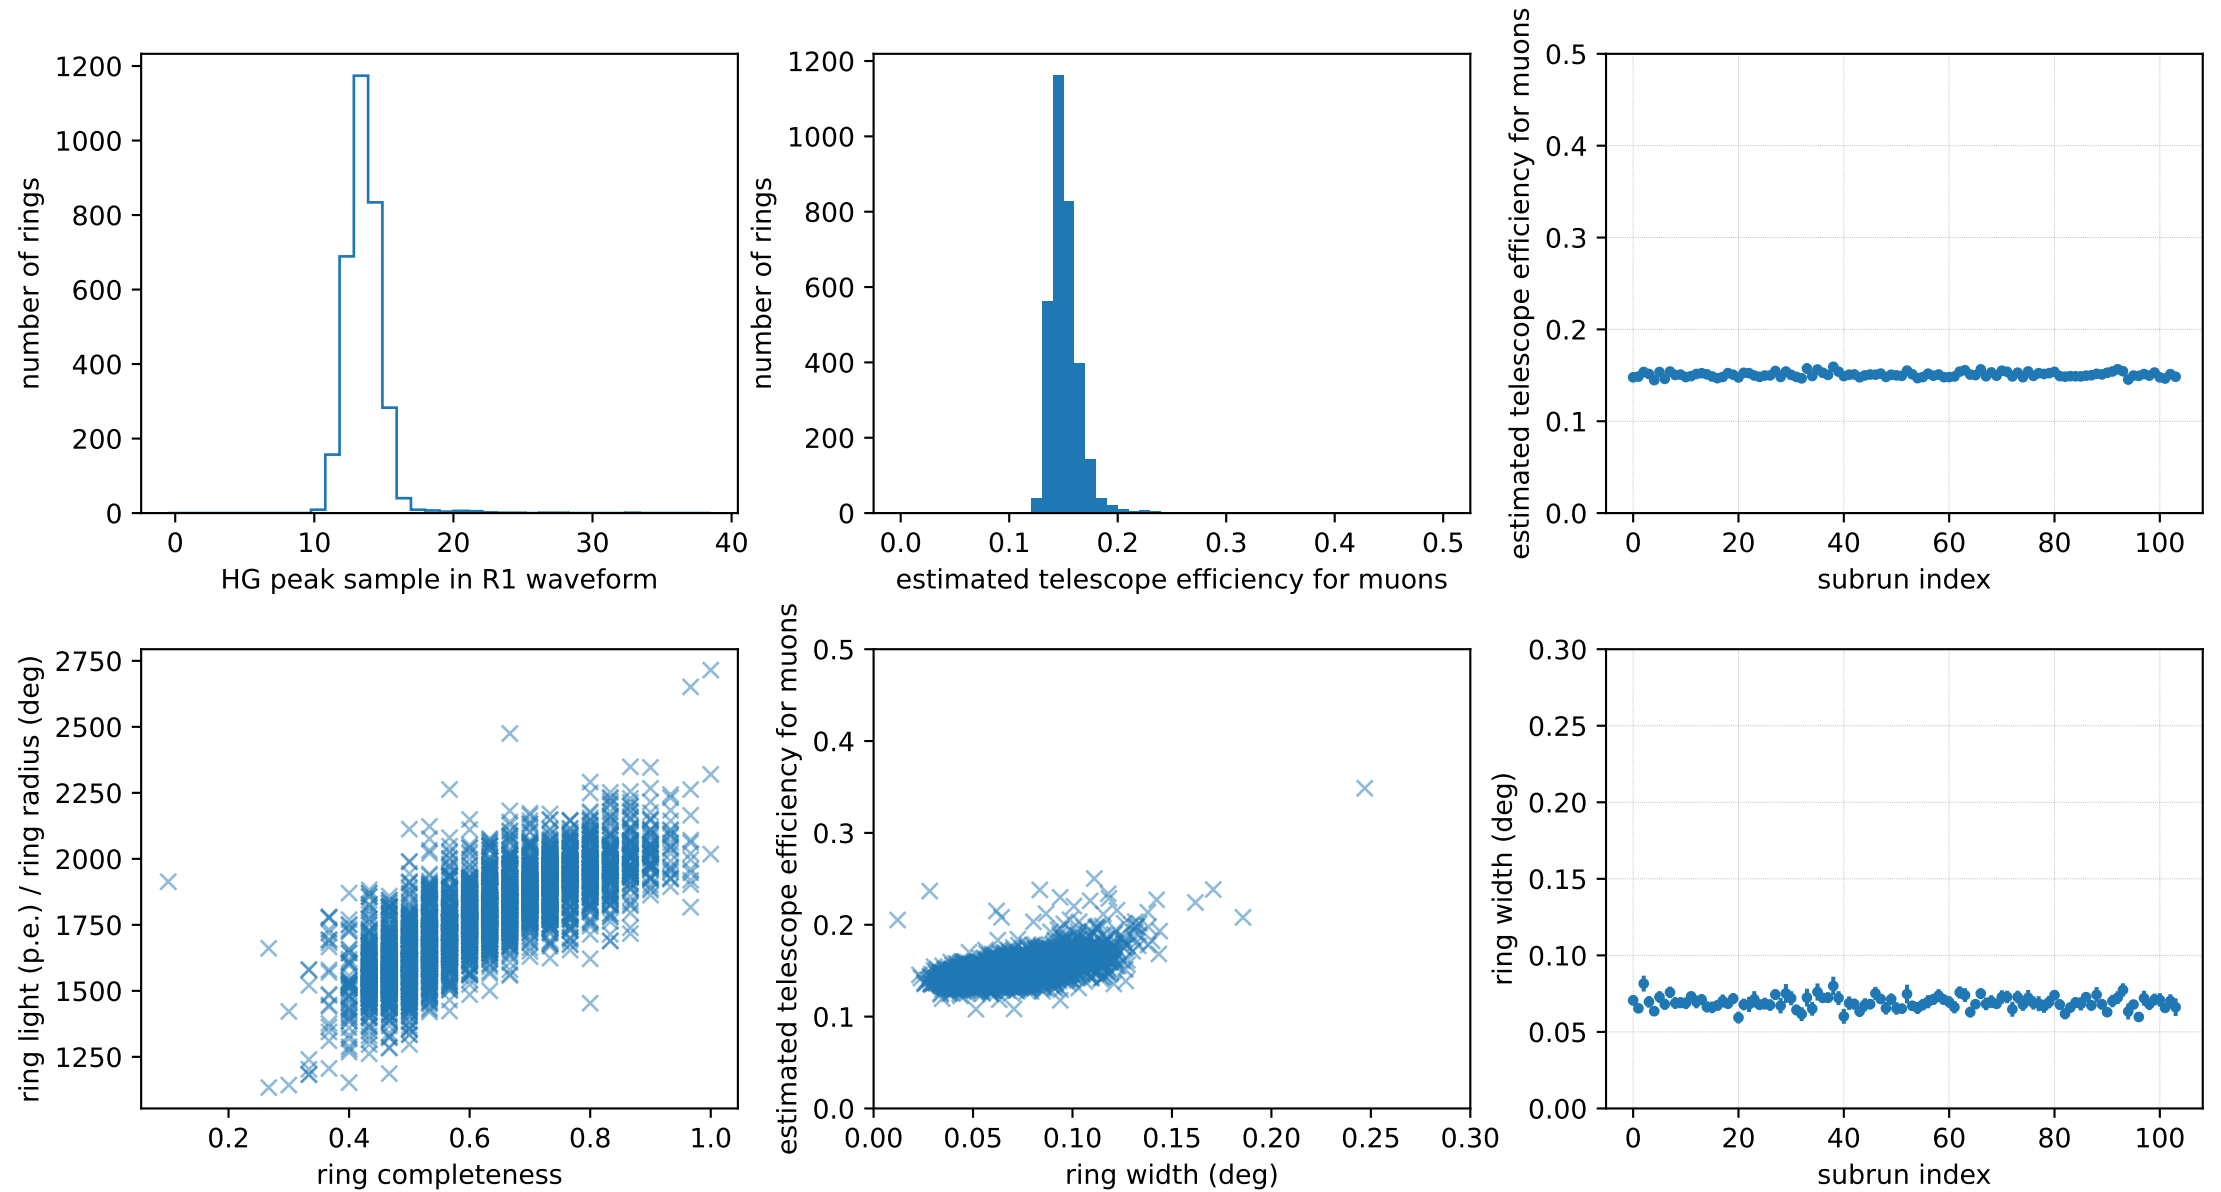 1200
1000
800
600
400
200
0
number of rings
0 10 20 30 40
HG peak sample in R1 waveform
1200
1000
800
600
400
200
0
number of rings
0.0 0.1 0.2 0.3 0.4 0.5
estimated telescope efficiency for muons
0.5
0.4
0.3
0.2
0.1
0.0
estimated telescope efficiency for muons
0 20 40 60 80 100
subrun index
2750
2500
2250
2000
1750
1500
1250
ring light (p.e.) / ring radius (deg)
0.2 0.4 0.6 0.8 1.0
ring completeness
0.5
0.4
0.3
0.2
0.1
0.0
estimated telescope efficiency for muons
0.00 0.05 0.10 0.15 0.20 0.25 0.30
ring width (deg)
0.30
0.25
0.20
0.15
0.10
0.05
0.00
ring width (deg)
0 20 40 60 80 100
subrun index